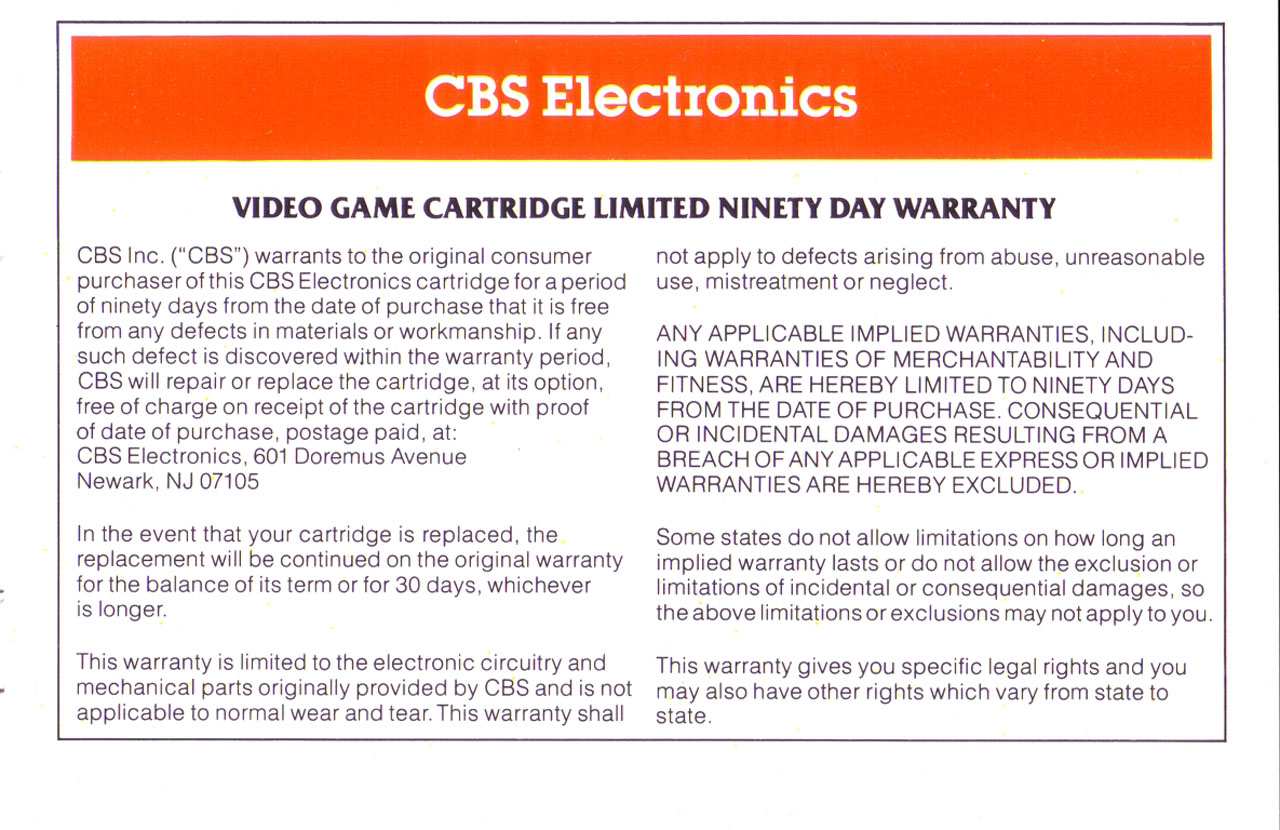 CBS Electronics
VIDEO GAME CARTRIDGE LIMITED NINETY DAY WARRANTY
CBS Inc. (“CBS”) warrants to the original consumer
purchaser of this CBS Electronics cartridge for a period
of ninety days from the date of purchase that it is free
from any defects in materials or workmanship. If any
such defect is discovered within the warranty period,
CBS will repair or replace the cartridge, at its option,
free of charge on receipt of the cartridge with proof
of date of purchase, postage paid, at:
CBS Electronics, 601 Doremus Avenue
Newark, NJ 07105
In the event that your cartridge is replaced, the
replacement will be continued on the original warranty
for the balance of its term or for 30 days, whichever
is longer.
This warranty is limited to the electronic circuitry and
mechanical parts originally provided by CBS and is not
applicable to normal wear and tear. This warranty shall
not apply to defects arising from abuse, unreasonable
use, mistreatment or neglect.
ANY APPLICABLE IMPLIED WARRANTIES, INCLUD-
ING WARRANTIES OF MERCHANTABILITY AND
FITNESS, ARE HEREBY LIMITED TO NINETY DAYS
FROM THE DATE OF PURCHASE. CONSEQUENTIAL
OR INCIDENTAL DAMAGES RESULTING FROM A
BREACH OF ANY APPLICABLE EXPRESS OR IMPLIED
WARRANTIES ARE HEREBY EXCLUDED.
Some states do not allow limitations on how long an
implied warranty lasts or do not allow the exclusion or
limitations of incidental or consequential damages, so
the above limitations or exclusions may not apply to you.
This warranty gives you specific legal rights and you
may also have other rights which vary from state to
state.